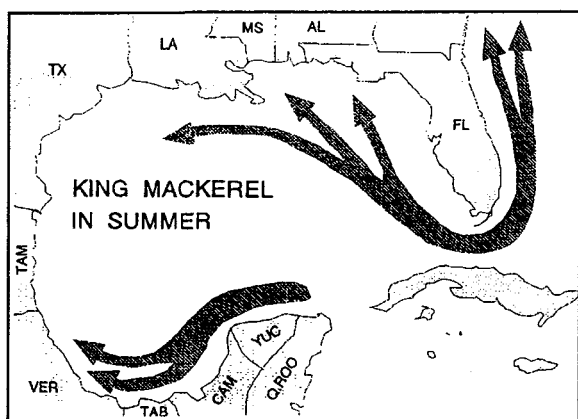 MS
AL
LA
TX
FL
KING MACKEREL
IN SUMMER
TAM
YUC
CAM
Q.ROO
VER
TAB